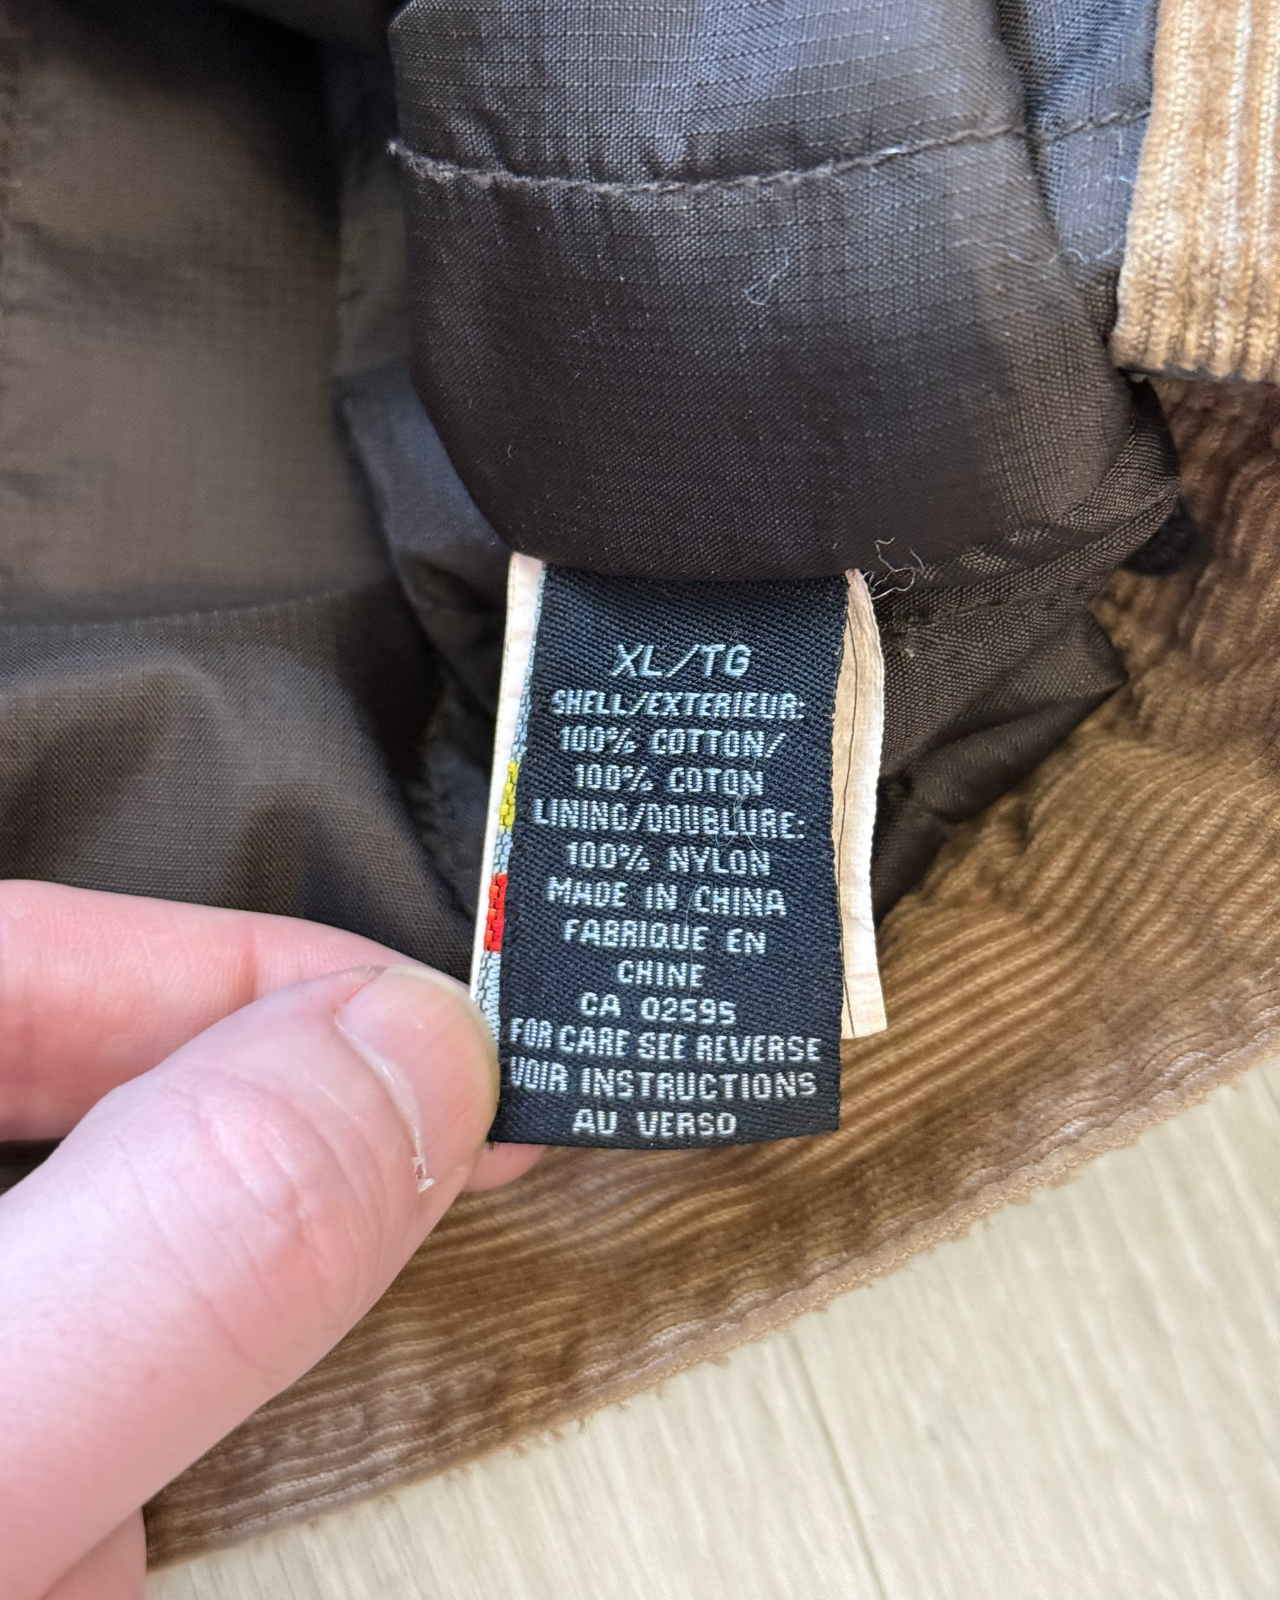 XL/TG
SHELL/EXTERIEUR:
100% COTTON/
100% COTON
LINING/DOUBLURE:
100% NYLON
MADE IN CHINA
FABRIQUE EN
CHINE
CA 02595
FOR CARE SEE REVERSE
VOIR INSTRUCTIONS
AU VERSO